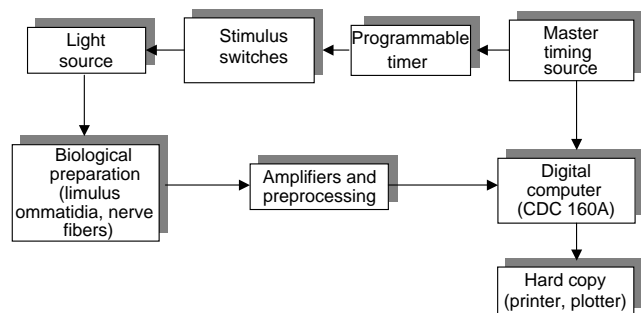 Light
source
Stimulus
switches
Programmable
timer
Master
timing
source
Biological
preparation
(limulus
ommatidia, nerve
fibers)
Amplifiers and
preprocessing
Digital
computer
(CDC 160A)
Hard copy
(printer, plotter)